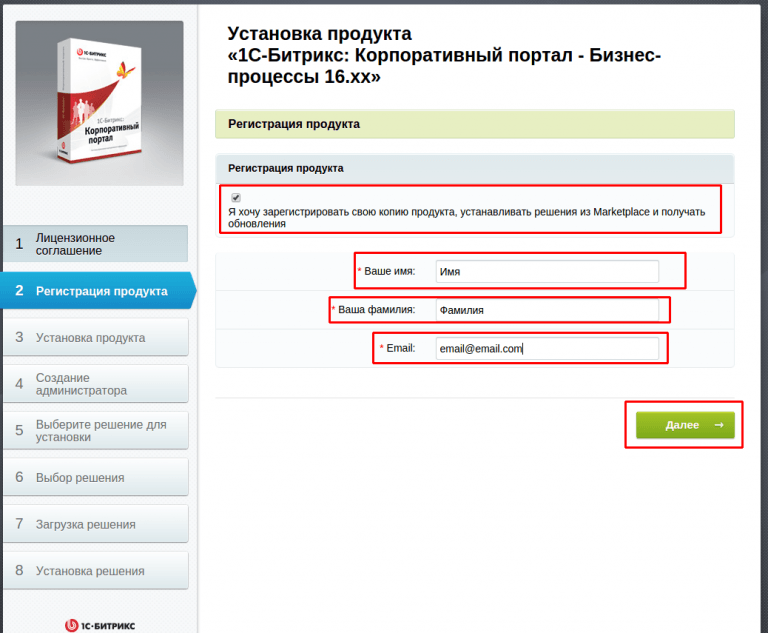 Установка продукта
«1С-Битрикс: Корпоративный портал - Бизнес-
процессы 16.xx»
1С-БИТРИКС
1С-Битрикс:
Корпоративный
портал
Регистрация продукта
Регистрация продукта
Я хочу зарегистрировать свою копию продукта, устанавливать решения из Marketplace и получать
обновления
* Ваше имя: Имя
* Ваша фамилия: Фамилия
* Email: email@email.com
Далее →
1 Лицензионное
соглашение
2 Регистрация продукта
3 Установка продукта
4 Создание
администратора
5 Выберите решение для
установки
6 Выбор решения
7 Загрузка решения
8 Установка решения
1С·БИТРИКС